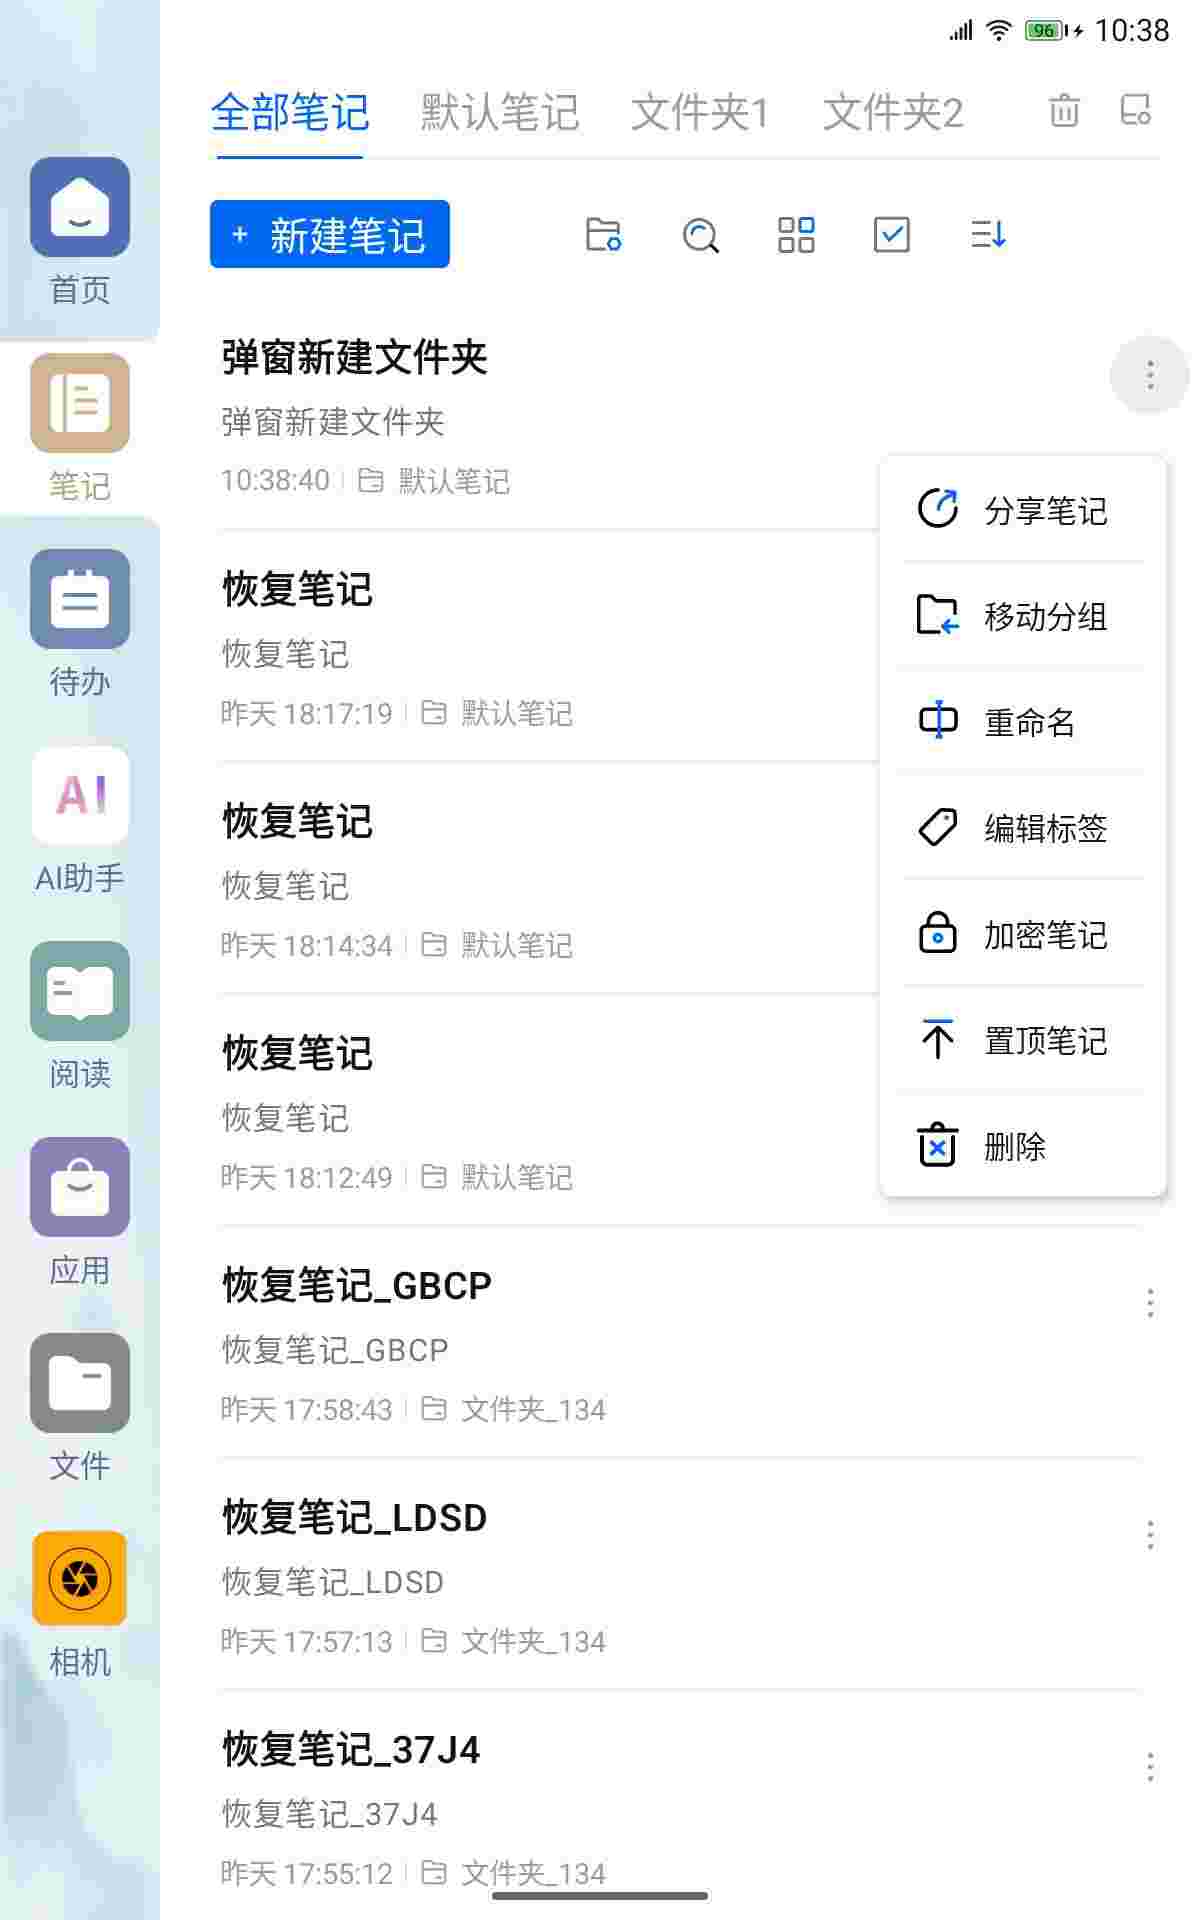 96 10:38
全部笔记 默认笔记 文件夹1 文件夹2
+ 新建笔记
首页
笔记
待办
AI
AI助手
阅读
应用
文件
相机
弹窗新建文件夹
弹窗新建文件夹
10:38:40 默认笔记
恢复笔记
恢复笔记
昨天 18:17:19 默认笔记
恢复笔记
恢复笔记
昨天 18:14:34 默认笔记
恢复笔记
恢复笔记
昨天 18:12:49 默认笔记
恢复笔记_GBCP
恢复笔记_GBCP
昨天 17:58:43 文件夹_134
恢复笔记_LDSD
恢复笔记_LDSD
昨天 17:57:13 文件夹_134
恢复笔记_37J4
恢复笔记_37J4
昨天 17:55:12 文件夹_134
分享笔记
移动分组
重命名
编辑标签
加密笔记
置顶笔记
删除